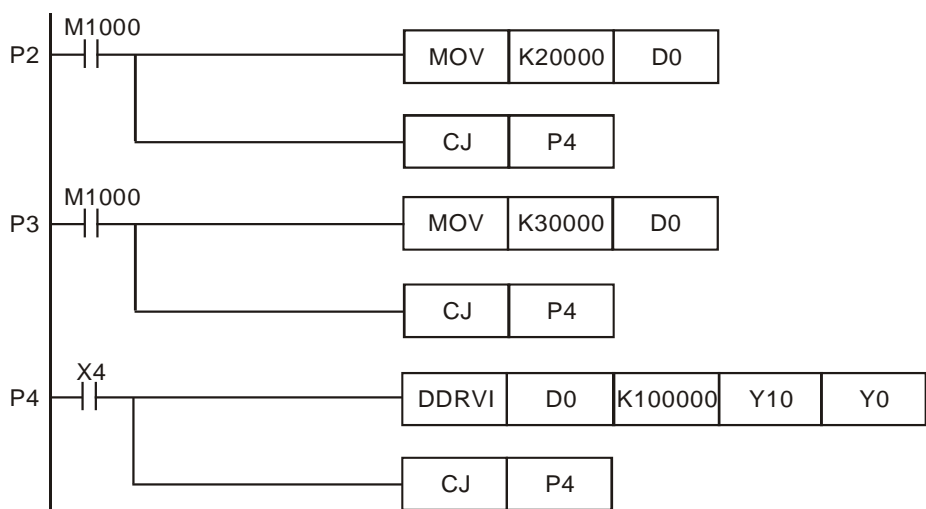 M1000
P2 MOV K20000 D0
CJ P4
M1000
P3 MOV K30000 D0
CJ P4
X4
P4 DDRVI D0 K100000 Y10 Y0
CJ P4